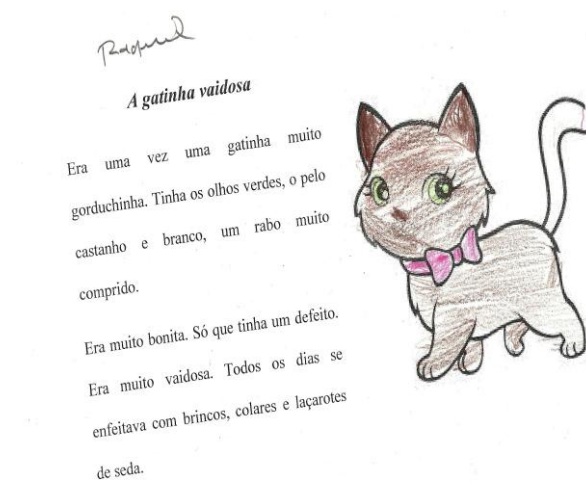 A gatinha vaidosa
Era uma vez uma gatinha muito
gorduchinha. Tinha os olhos verdes, o pelo
castanho e branco, um rabo muito
comprido.
Era muito bonita. Só que tinha um defeito.
Era muito vaidosa. Todos os dias se
enfeitava com brincos, colares e laçarotes
de seda.